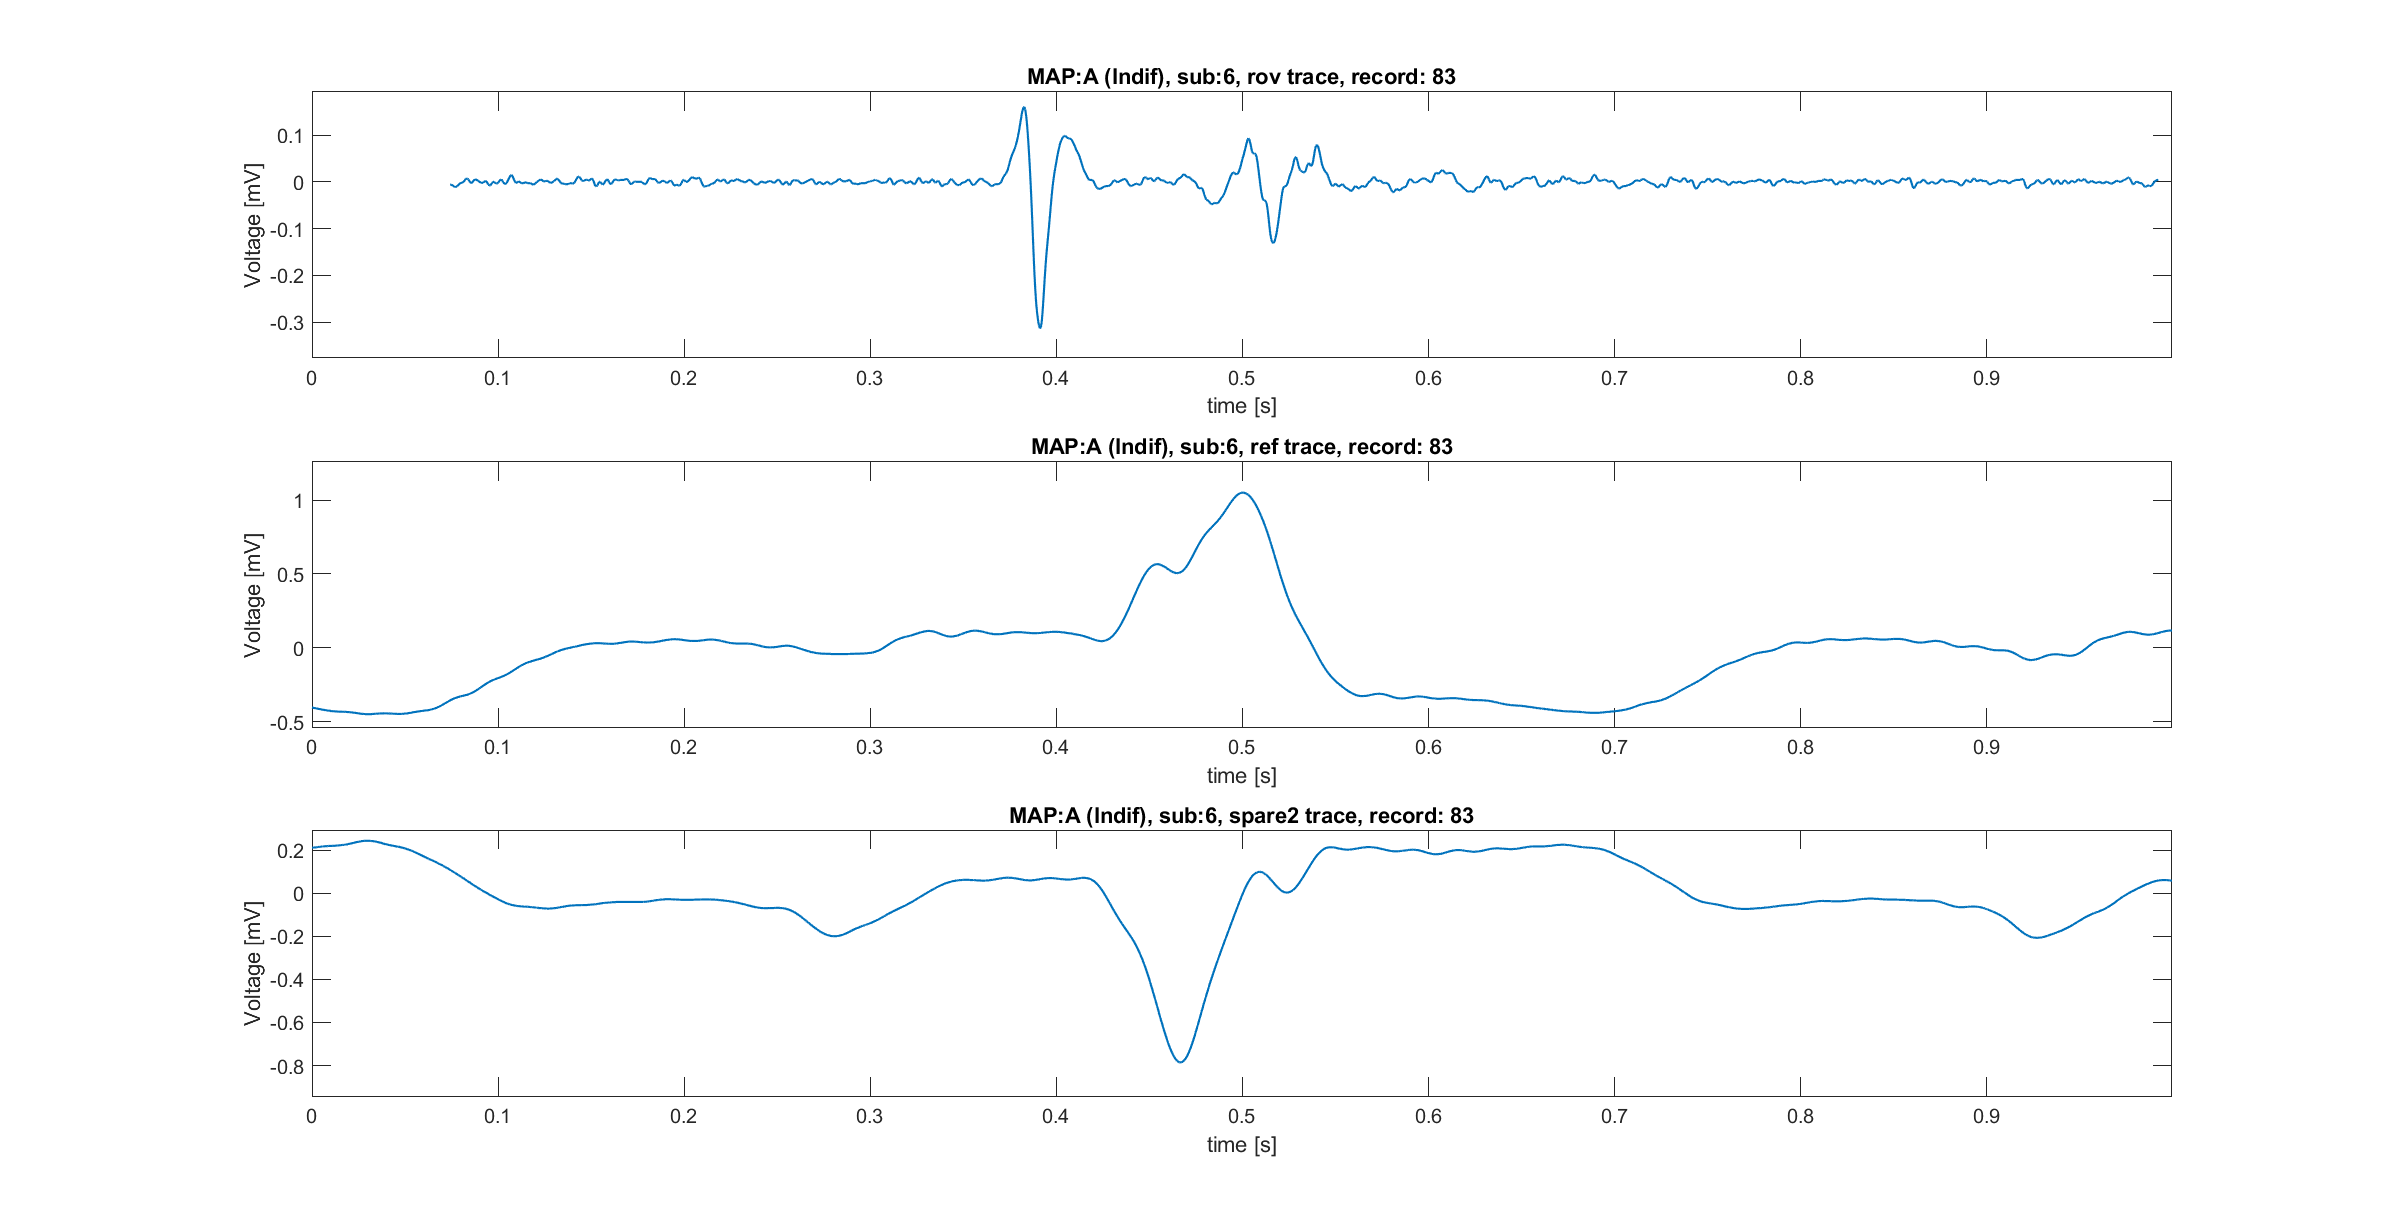 MAP:A (Indif), sub:6, rov trace, record: 83
Voltage [mV]
0.1
0
-0.1
-0.2
-0.3
0 0.1 0.2 0.3 0.4 0.5 0.6 0.7 0.8 0.9
time [s]
MAP:A (Indif), sub:6, ref trace, record: 83
Voltage [mV]
1
0.5
0
-0.5
0 0.1 0.2 0.3 0.4 0.5 0.6 0.7 0.8 0.9
time [s]
MAP:A (Indif), sub:6, spare2 trace, record: 83
Voltage [mV]
0.2
0
-0.2
-0.4
-0.6
-0.8
0 0.1 0.2 0.3 0.4 0.5 0.6 0.7 0.8 0.9
time [s]